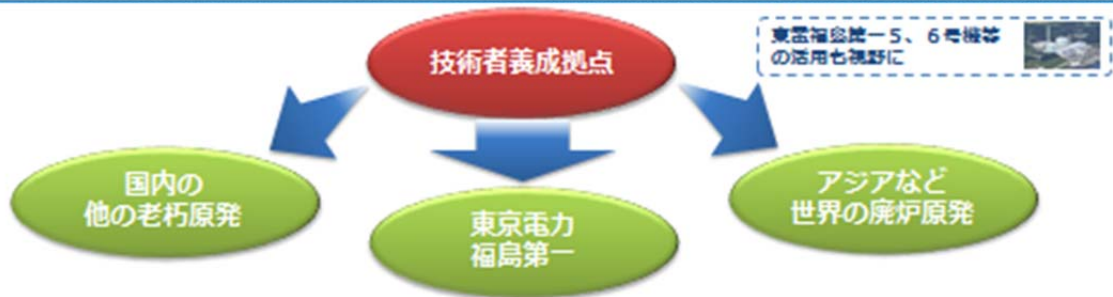 技術者養成拠点
東電福島第一５、６号機等
の活用も視野に
国内の
他の老朽原発
東京電力
福島第一
アジアなど
世界の廃炉原発